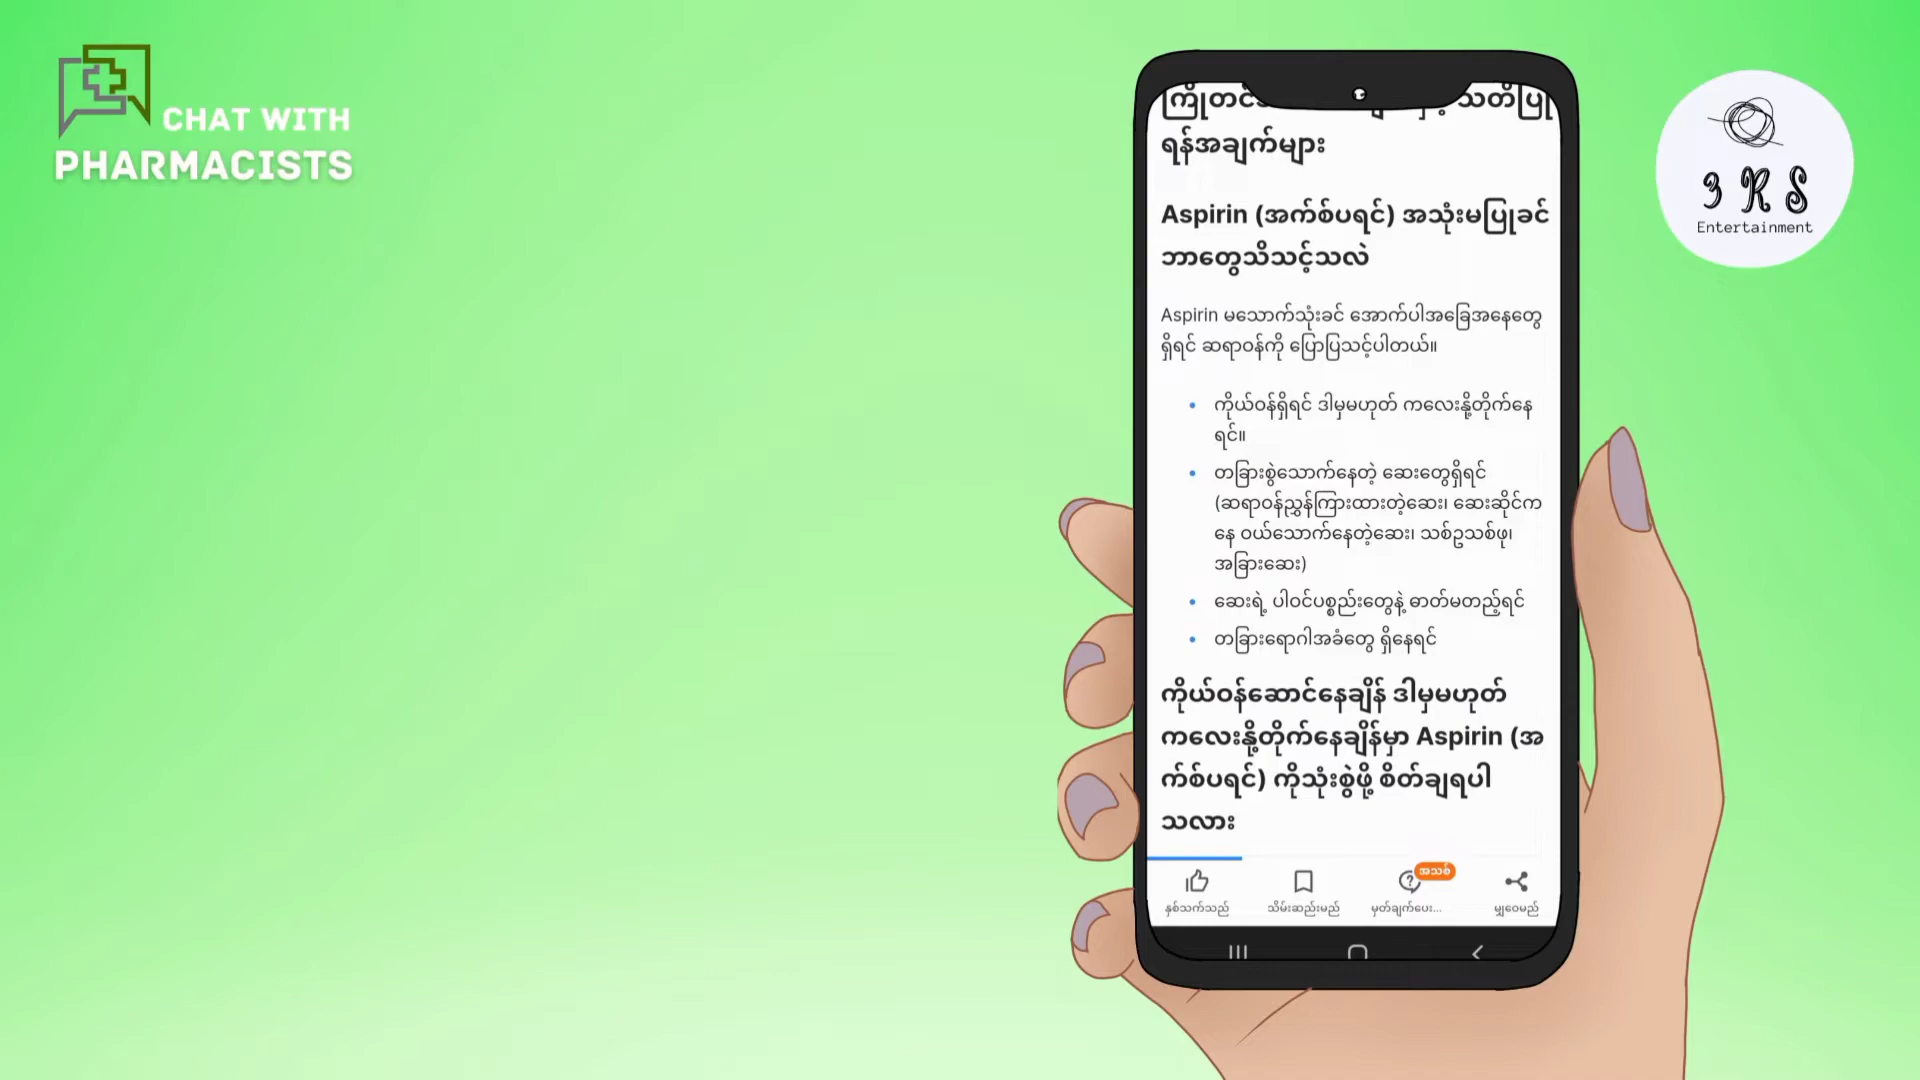 CHAT WITH
PHARMACISTS
သတိပြု
ရန်အချက်များ
Aspirin (အက်စ်ပရင်) အသုံးမပြုခင်
ဘာတွေသိသင့်သလဲ
Aspirin မသောက်သုံးခင် အောက်ပါအခြေအနေတွေ
ရှိရင် ဆရာဝန်ကို ပြောပြသင့်ပါတယ်။
• ကိုယ်ဝန်ရှိရင် ဒါမှမဟုတ် ကလေးနို့တိုက်နေ
ရင်။
• တခြားစွဲသောက်နေတဲ့ ဆေးတွေရှိရင်
(ဆရာဝန်ညွှန်ကြားထားတဲ့ဆေး၊ ဆေးဆိုင်က
နေ ဝယ်သောက်နေတဲ့ဆေး၊ သစ်ဥသစ်ဖု၊
အခြားဆေး)
• ဆေးရဲ့ ပါဝင်ပစ္စည်းတွေနဲ့ ဓာတ်မတည့်ရင်
• တခြားရောဂါအခံတွေ ရှိနေရင်
ကိုယ်ဝန်ဆောင်နေချိန် ဒါမှမဟုတ်
ကလေးနို့တိုက်နေချိန်မှာ Aspirin (အ
က်စ်ပရင်) ကိုသုံးစွဲဖို့ စိတ်ချရပါ
သလား
အသစ်
နှစ်သက်သည်
သိမ်းဆည်းမည်
မှတ်ချက်ပေး...
မျှဝေမည်
3 R S
Entertainment